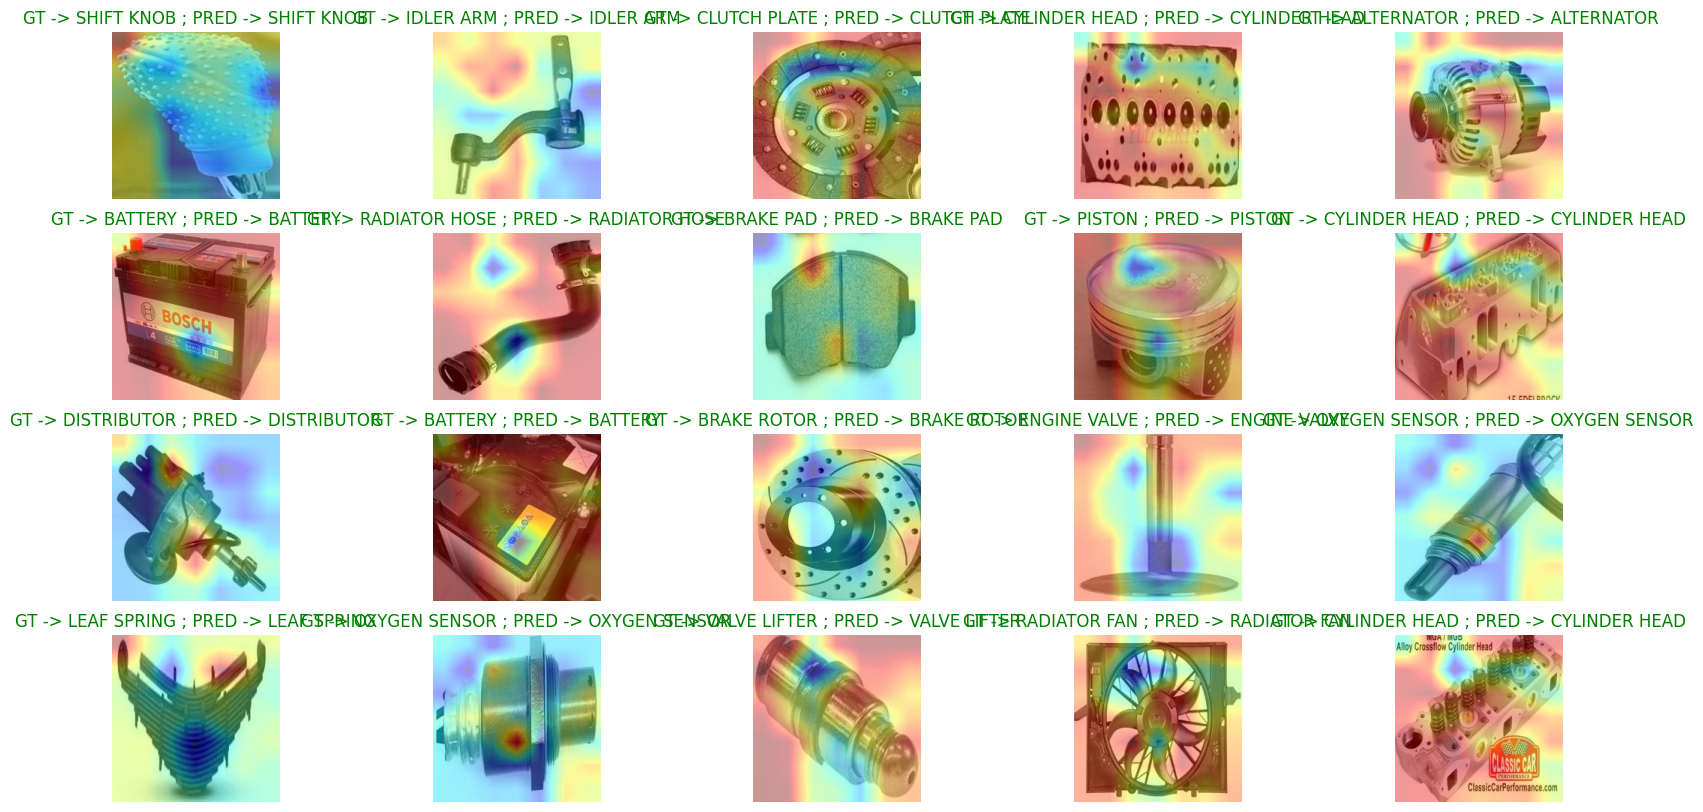 GT -> SHIFT KNOB ; PRED -> SHIFT KNOB
GT -> IDLER ARM ; PRED -> IDLER ARM
GT -> CLUTCH PLATE ; PRED -> CLUTCH PLATE
GT -> CYLINDER HEAD ; PRED -> CYLINDER HEAD
GT -> ALTERNATOR ; PRED -> ALTERNATOR
GT -> BATTERY ; PRED -> BATTERY
GT -> RADIATOR HOSE ; PRED -> RADIATOR HOSE
GT -> BRAKE PAD ; PRED -> BRAKE PAD
GT -> PISTON ; PRED -> PISTON
GT -> CYLINDER HEAD ; PRED -> CYLINDER HEAD
BOSCH
GT -> DISTRIBUTOR ; PRED -> DISTRIBUTOR
GT -> BATTERY ; PRED -> BATTERY
GT -> BRAKE ROTOR ; PRED -> BRAKE ROTOR
GT -> ENGINE VALVE ; PRED -> ENGINE VALVE
GT -> OXYGEN SENSOR ; PRED -> OXYGEN SENSOR
GT -> LEAF SPRING ; PRED -> LEAF SPRING
GT -> OXYGEN SENSOR ; PRED -> OXYGEN SENSOR
GT -> VALVE LIFTER ; PRED -> VALVE LIFTER
GT -> RADIATOR FAN ; PRED -> RADIATOR FAN
GT -> CYLINDER HEAD ; PRED -> CYLINDER HEAD
MGA / MGB
Alloy Crossflow Cylinder Head
CLASSIC CAR
PERFORMANCE
ClassicCarPerformance.com